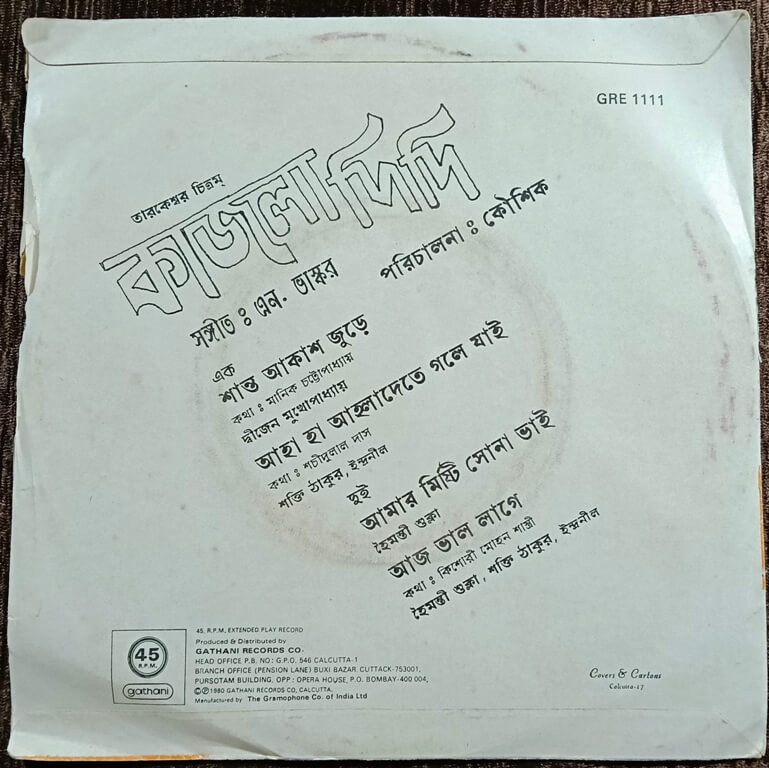 GRE 1111
তারকেশ্বর চিত্রম্
কাজলা দিদি
সঙ্গীত : এন. ভাস্কর পরিচালনা : কৌশিক
এক
শান্ত আকাশ জুড়ে
কথা : মানিক চট্টোপাধ্যায়
দ্বীজেন মুখোপাধ্যায়
আহা হা আহলাদেতে গলে যাই
কথা : শচীদুলাল দাস
শক্তি ঠাকুর, ইন্দ্রনীল
দুই
আমার মিষ্টি সোনা ভাই
হৈমন্তী শুক্লা
আজ ভাল লাগে
কথা : কিশোরী মোহন শাস্ত্রী
হৈমন্তী শুক্লা, শক্তি ঠাকুর, ইন্দ্রনীল
45
R.P.M.
gathani
45, R.P.M, EXTENDED PLAY RECORD
Produced & Distributed by
GATHANI RECORDS CO.
HEAD OFFICE P.B. NO: G.P.O. 546 CALCUTTA-1
BRANCH OFFICE (PENSION LANE) BUXI BAZAR CUTTACK-753001,
PURSOTAM BUILDING, OPP: OPERA HOUSE, P.O. BOMBAY-400 004,
©℗1980 GATHANI RECORDS CO, CALCUTTA.
Manufactured by The Gramophone Co. of India Ltd
Covers & Cartons
Calcutta-17